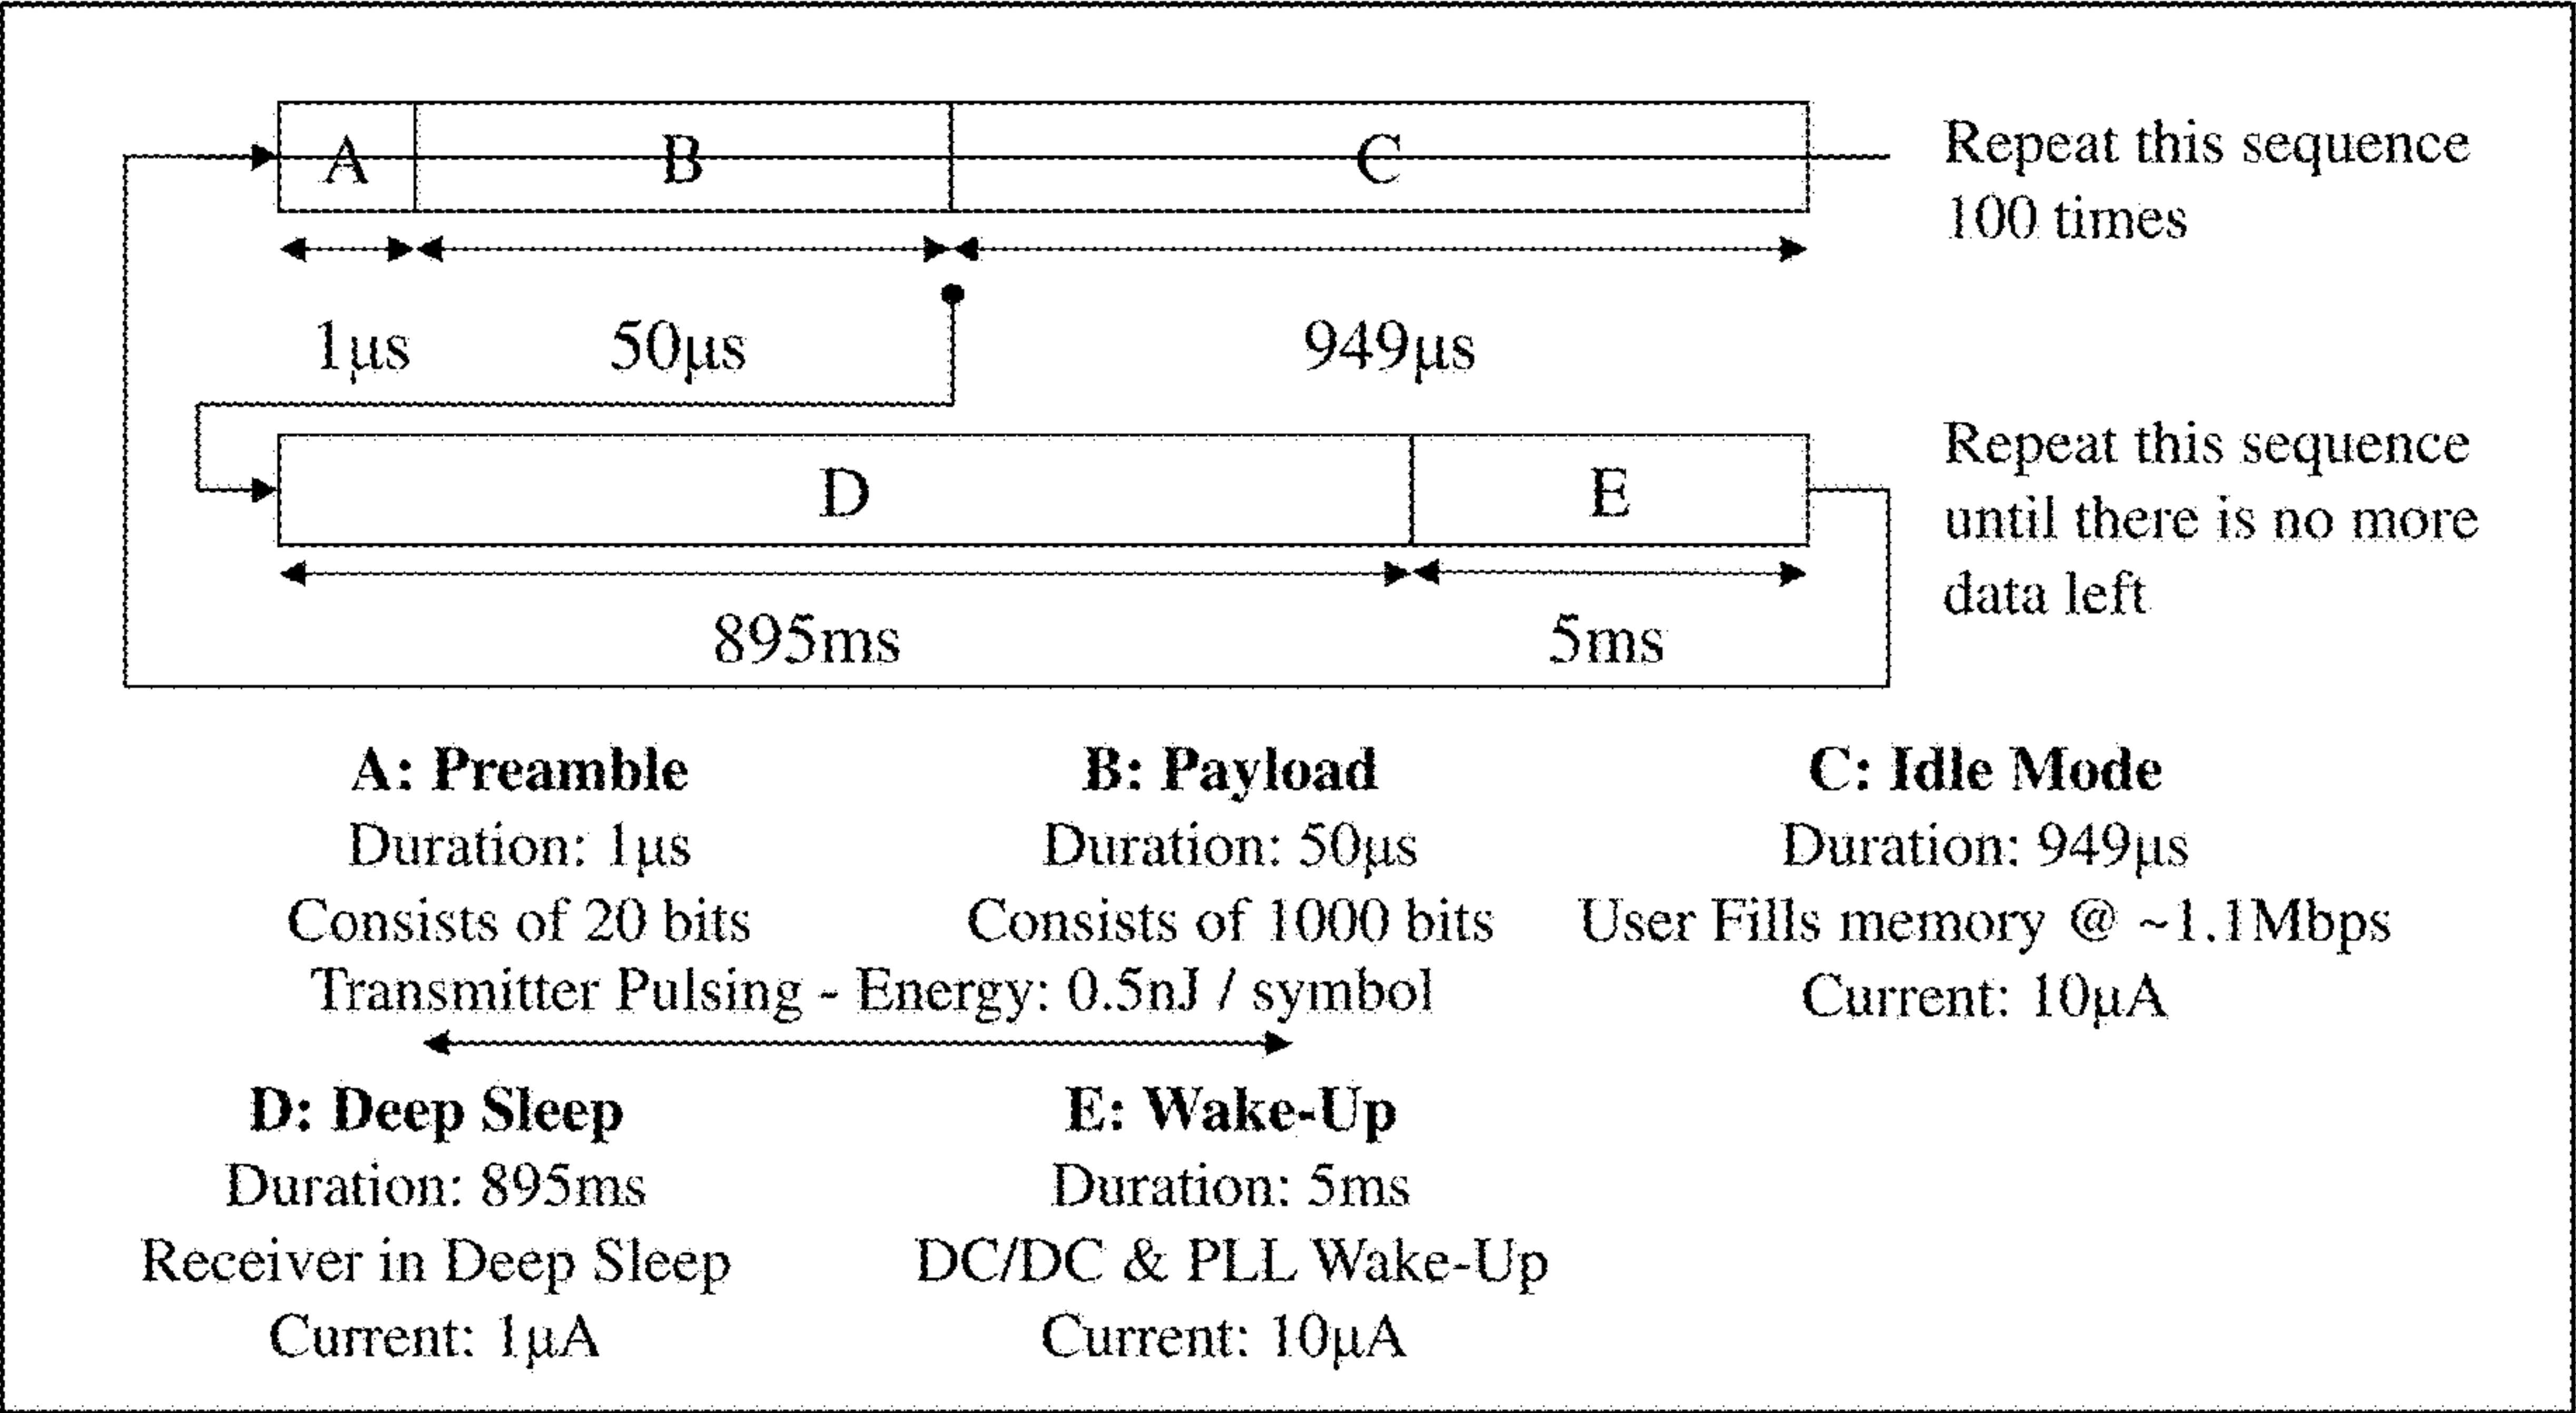 A B C
Repeat this sequence
100 times
1µs 50µs 949µs
D E
Repeat this sequence
until there is no more
data left
895ms 5ms
A: Preamble
Duration: 1µs
Consists of 20 bits
B: Payload
Duration: 50µs
Consists of 1000 bits
Transmitter Pulsing - Energy: 0.5nJ / symbol
C: Idle Mode
Duration: 949µs
User Fills memory @ ~1.1Mbps
Current: 10µA
D: Deep Sleep
Duration: 895ms
Receiver in Deep Sleep
Current: 1µA
E: Wake-Up
Duration: 5ms
DC/DC & PLL Wake-Up
Current: 10µA